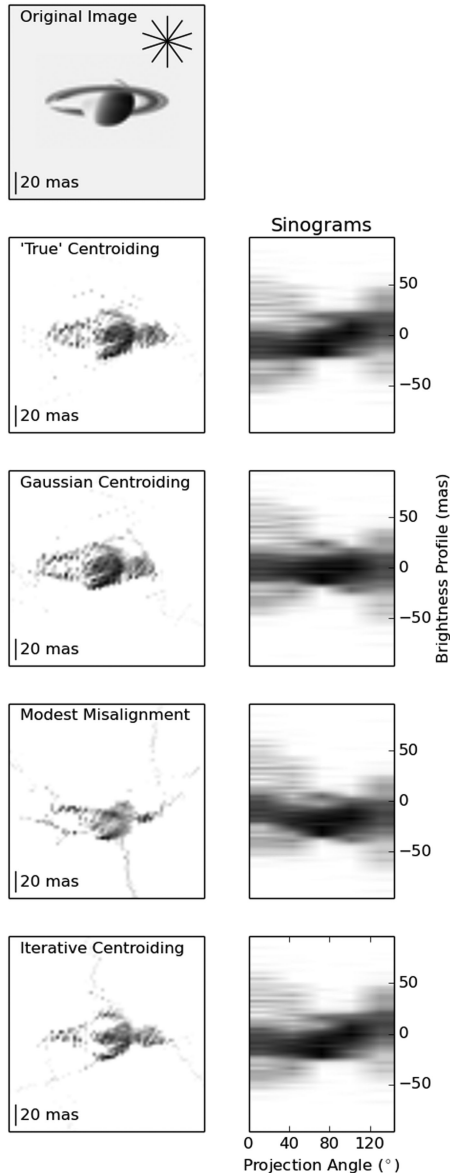 Original Image
20 mas
Sinograms
'True' Centroiding
50
0
−50
20 mas
Gaussian Centroiding
50
0
−50
20 mas
Brightness Profile (mas)
Modest Misalignment
50
0
−50
20 mas
Iterative Centroiding
50
0
−50
20 mas
0 40 80 120
Projection Angle (°)